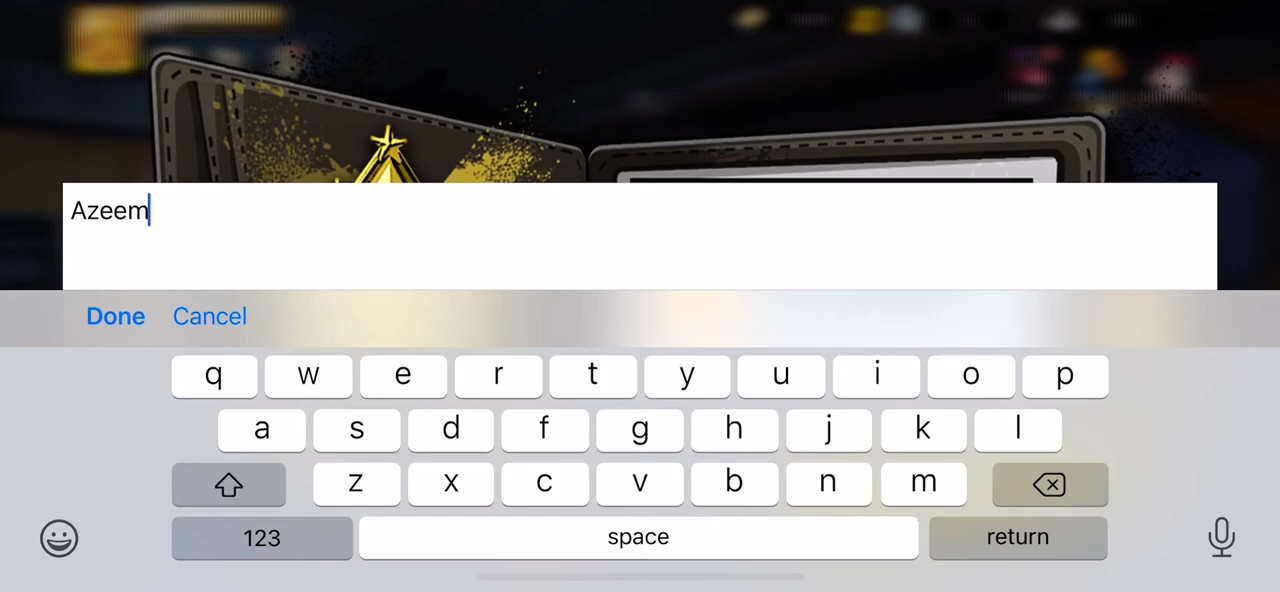 Azeem
Done Cancel
q w e r t y u i o p
a s d f g h j k l
z x c v b n m
123 space return